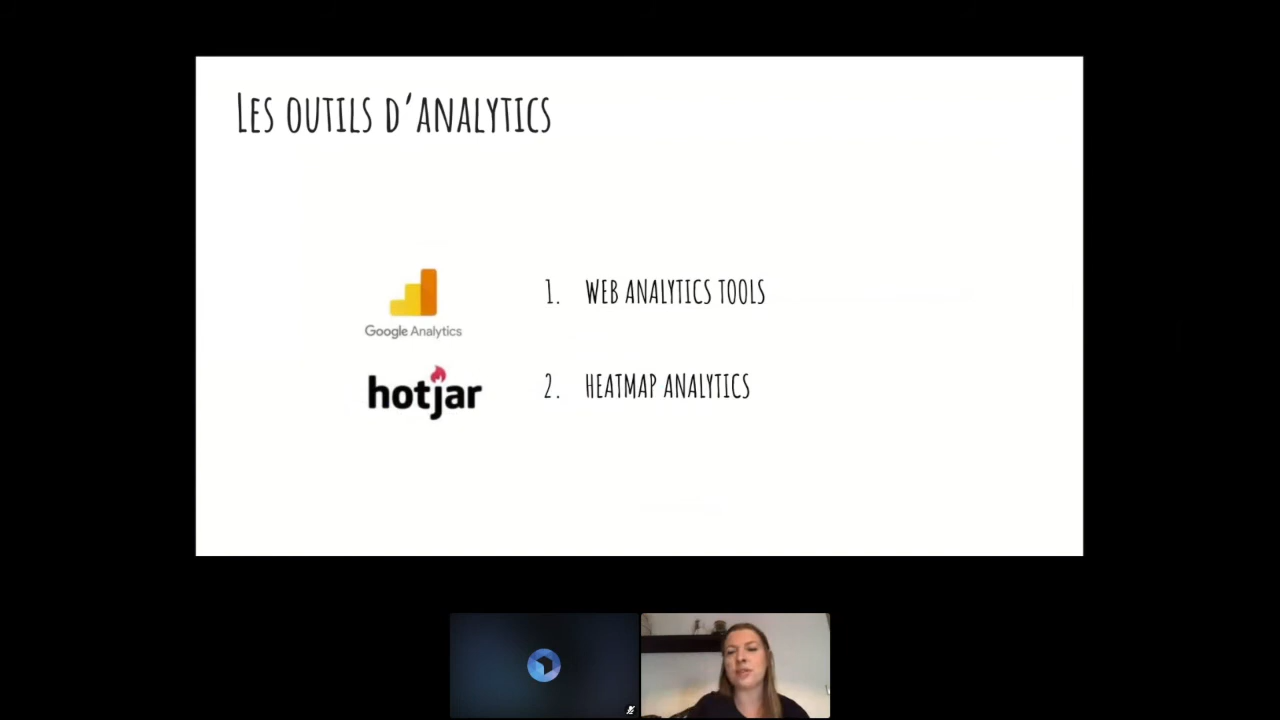 Les outils d’analytics
Google Analytics
1. Web analytics tools
hotjar
2. Heatmap analytics